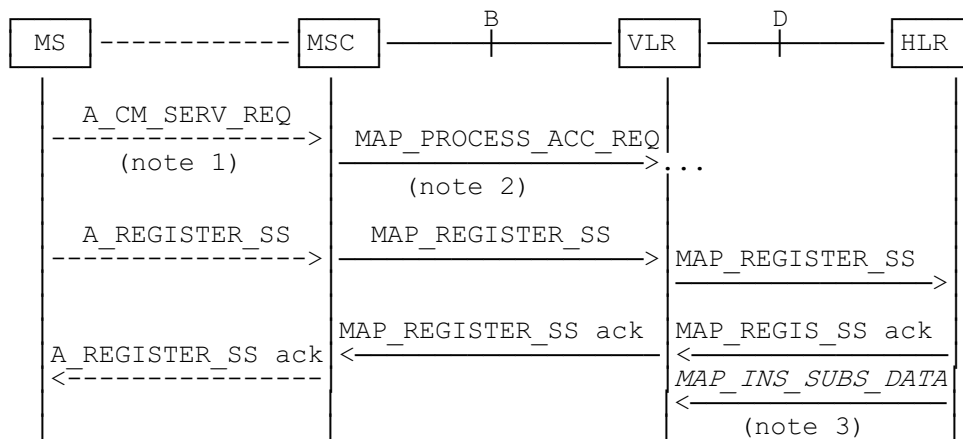 B D
MS MSC VLR HLR
A_CM_SERV_REQ
MAP_PROCESS_ACC_REQ
(note 1)
...
(note 2)
A_REGISTER_SS MAP_REGISTER_SS
MAP_REGISTER_SS
MAP_REGISTER_SS ack MAP_REGIS_SS ack
A_REGISTER_SS ack
MAP_INS_SUBS_DATA
(note 3)